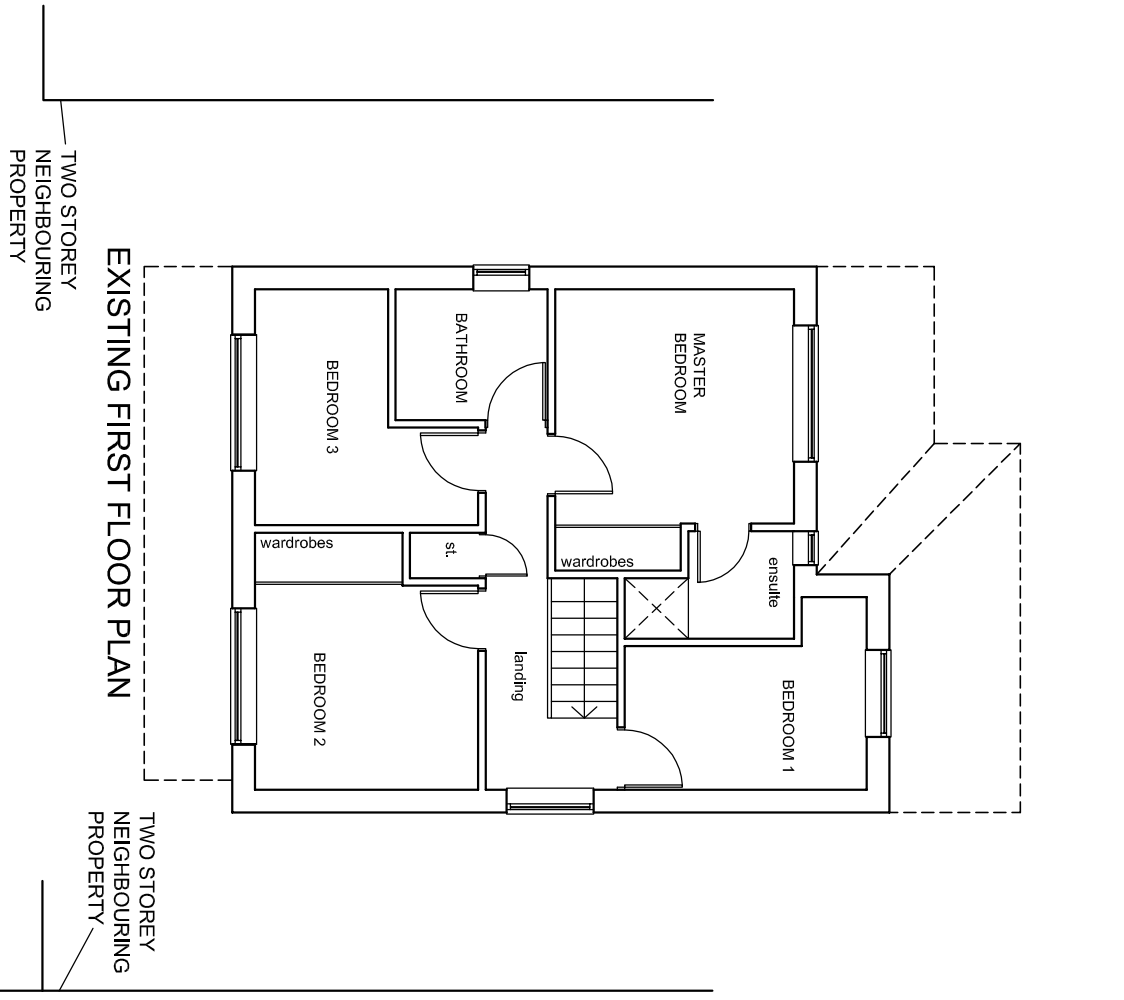 TWO STOREY
NEIGHBOURING
PROPERTY
MASTER
BEDROOM
BATHROOM
BEDROOM 3
wardrobes
st.
wardrobes
ensuite
landing
BEDROOM 1
BEDROOM 2
EXISTING FIRST FLOOR PLAN
TWO STOREY
NEIGHBOURING
PROPERTY